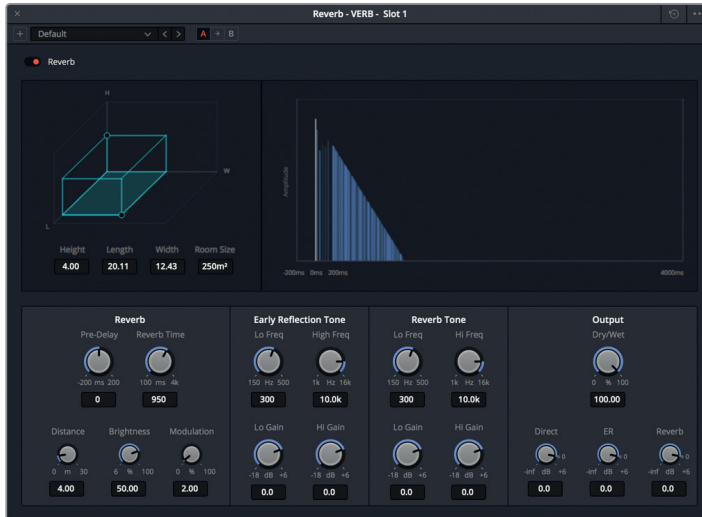 Reverb - VERB - Slot 1
Default
A B
Reverb
H
W
L
Height Length Width Room Size
4.00 20.11 12.43 250m²
Amplitude
-200ms 0ms 200ms 4000ms
Reverb
Pre-Delay Reverb Time
-200 ms 200 100 ms 4k
0 950
Distance Brightness Modulation
0 m 30 6 % 100 0 % 100
4.00 50.00 2.00
Early Reflection Tone
Lo Freq High Freq
150 Hz 500 1k Hz 16k
300 10.0k
Lo Gain Hi Gain
-18 dB +6 -18 dB +6
0.0 0.0
Reverb Tone
Lo Freq Hi Freq
150 Hz 500 1k Hz 16k
300 10.0k
Lo Gain Hi Gain
-18 dB +6 -18 dB +6
0.0 0.0
Output
Dry/Wet
0 % 100
100.00
Direct ER Reverb
0 0 0
-inf dB +6 -inf dB +6 -inf dB +6
0.0 0.0 0.0